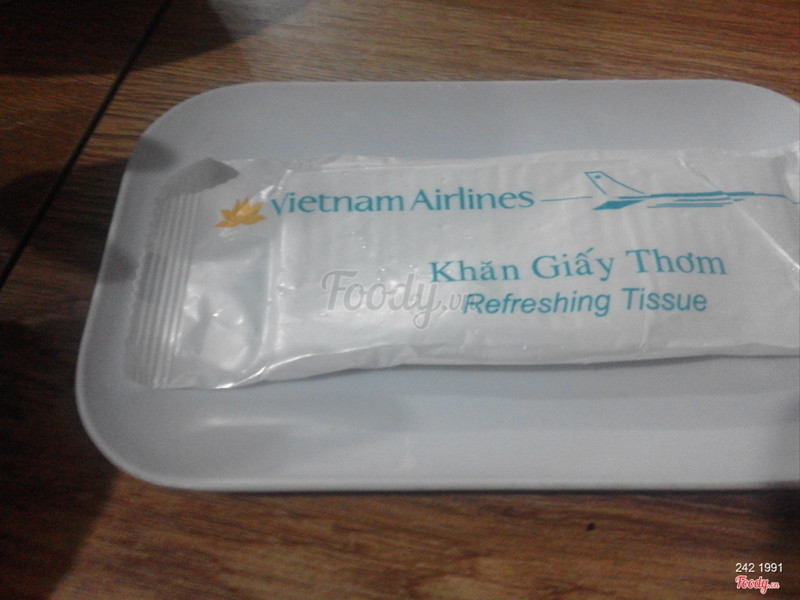 Vietnam Airlines
Khăn Giấy Thơm
Refreshing Tissue
Foody.vn
242 1991
Foody.vn